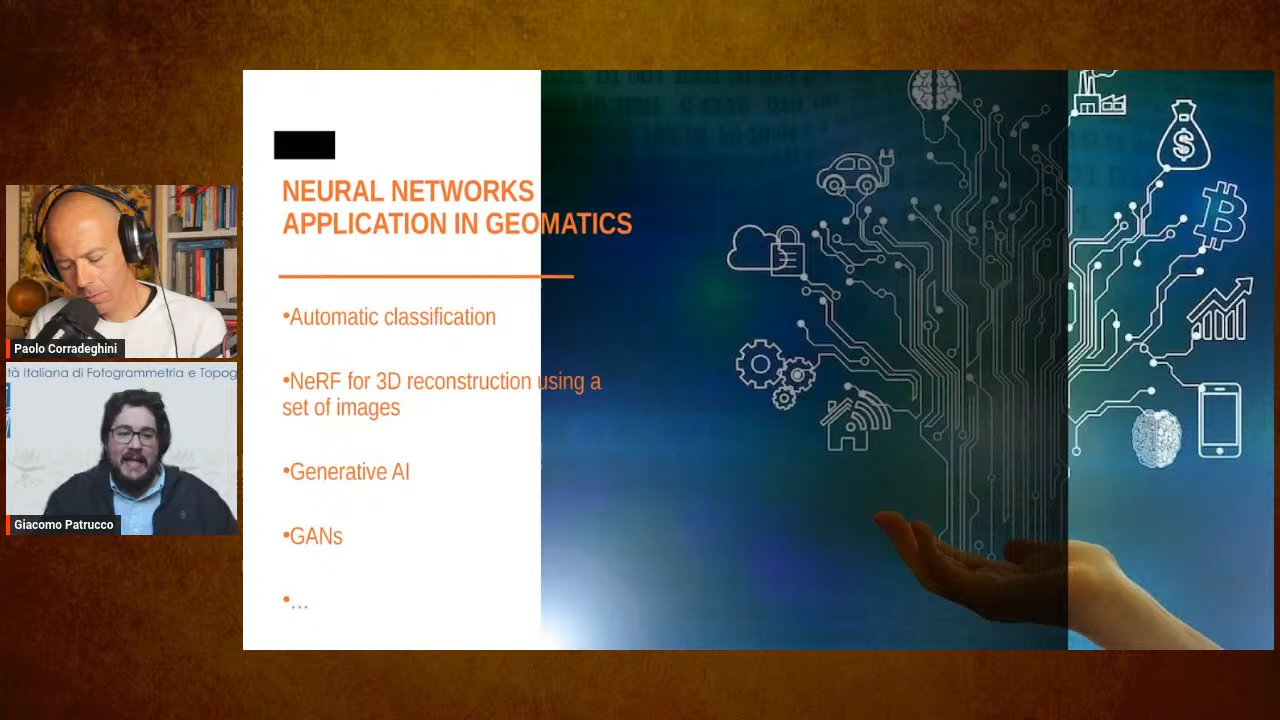 NEURAL NETWORKS
APPLICATION IN GEOMATICS
•Automatic classification
•NeRF for 3D reconstruction using a
set of images
•Generative AI
•GANs
•...
Paolo Corradeghini
tà Italiana di Fotogrammetria e Topog
Giacomo Patrucco